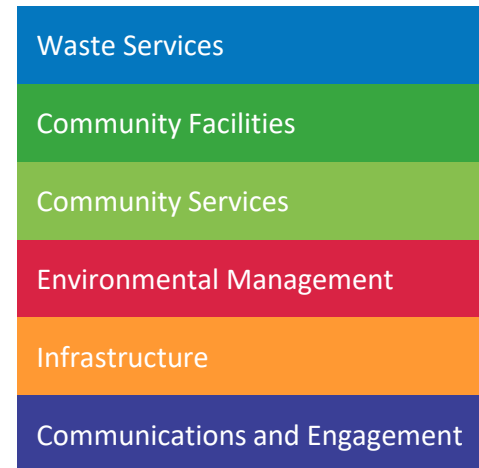 Waste Services
Community Facilities
Community Services
Environmental Management
Infrastructure
Communications and Engagement